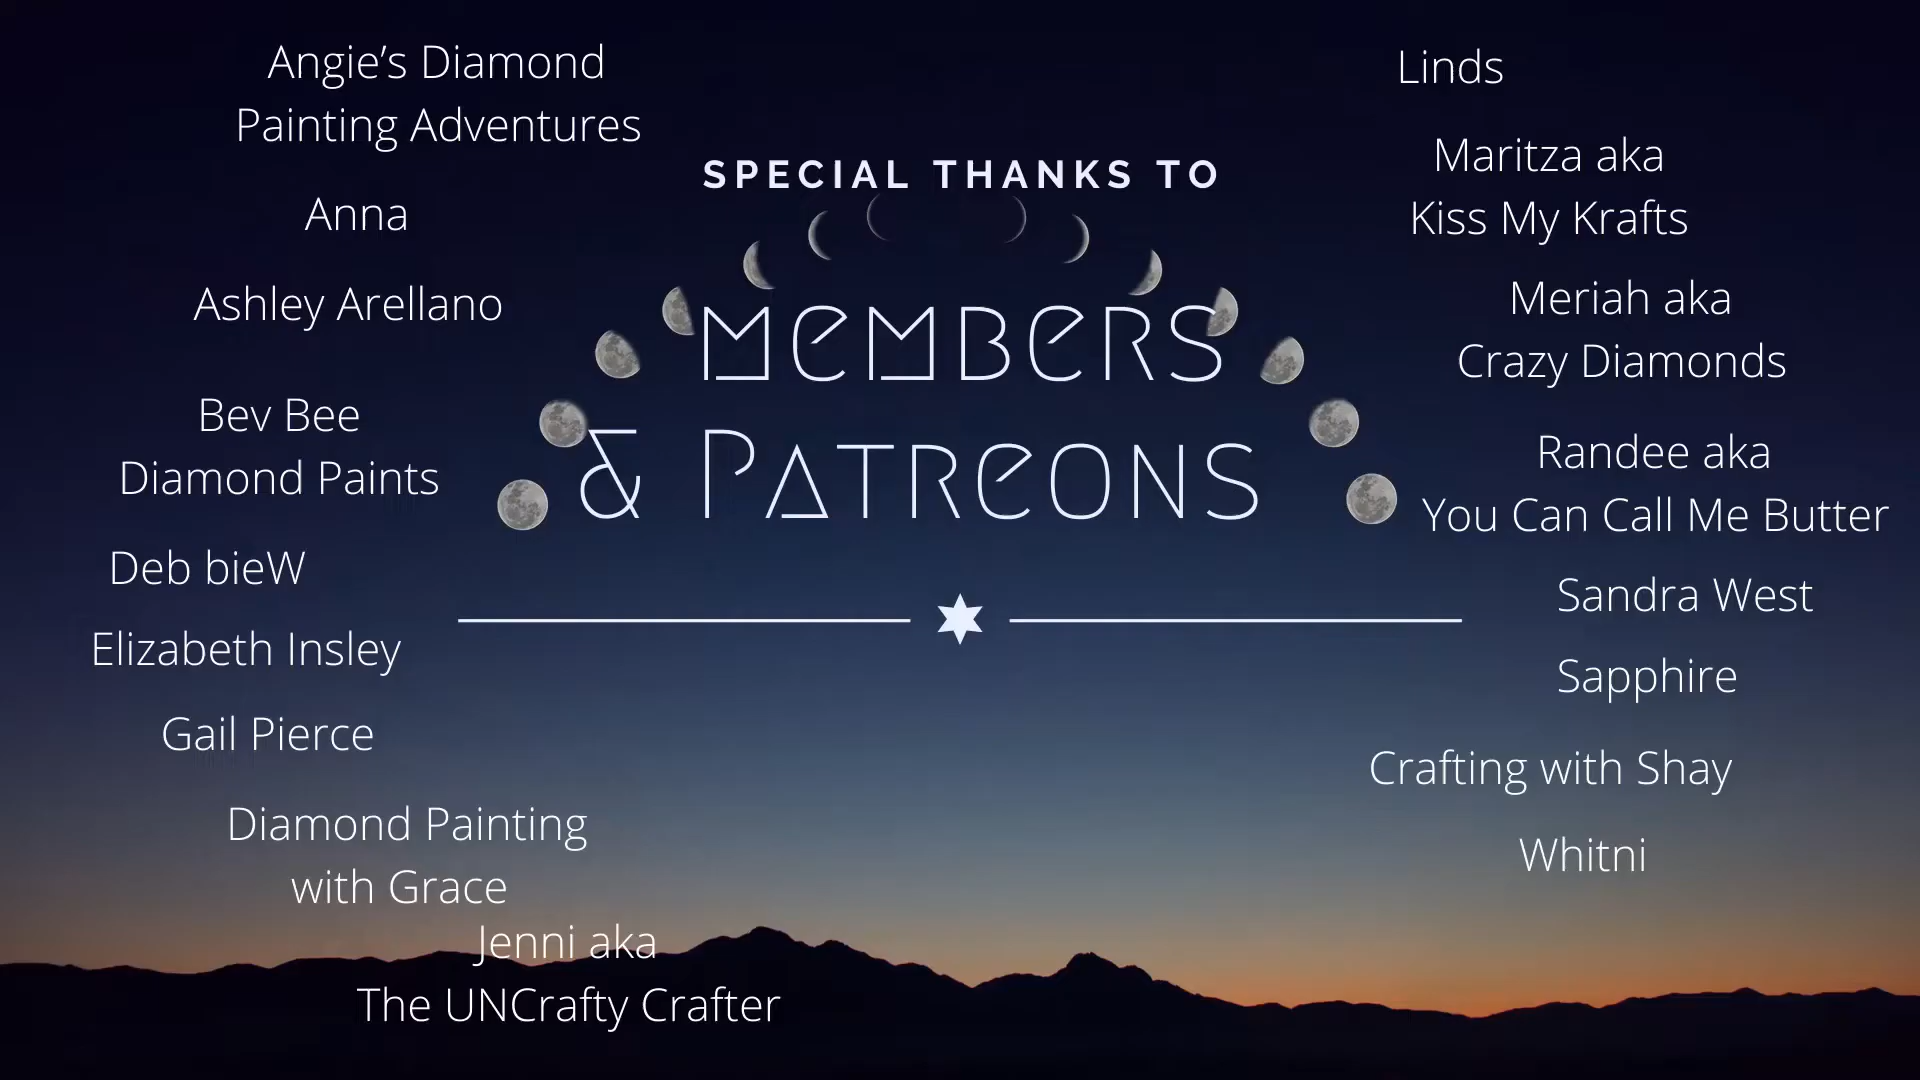 Angie’s Diamond
Painting Adventures
Anna
Ashley Arellano
Bev Bee
Diamond Paints
Deb bieW
Elizabeth Insley
Gail Pierce
Diamond Painting
with Grace
Jenni aka
The UNCrafty Crafter
SPECIAL THANKS TO
MEMBERS
& PATREONS
Linds
Maritza aka
Kiss My Krafts
Meriah aka
Crazy Diamonds
Randee aka
You Can Call Me Butter
Sandra West
Sapphire
Crafting with Shay
Whitni